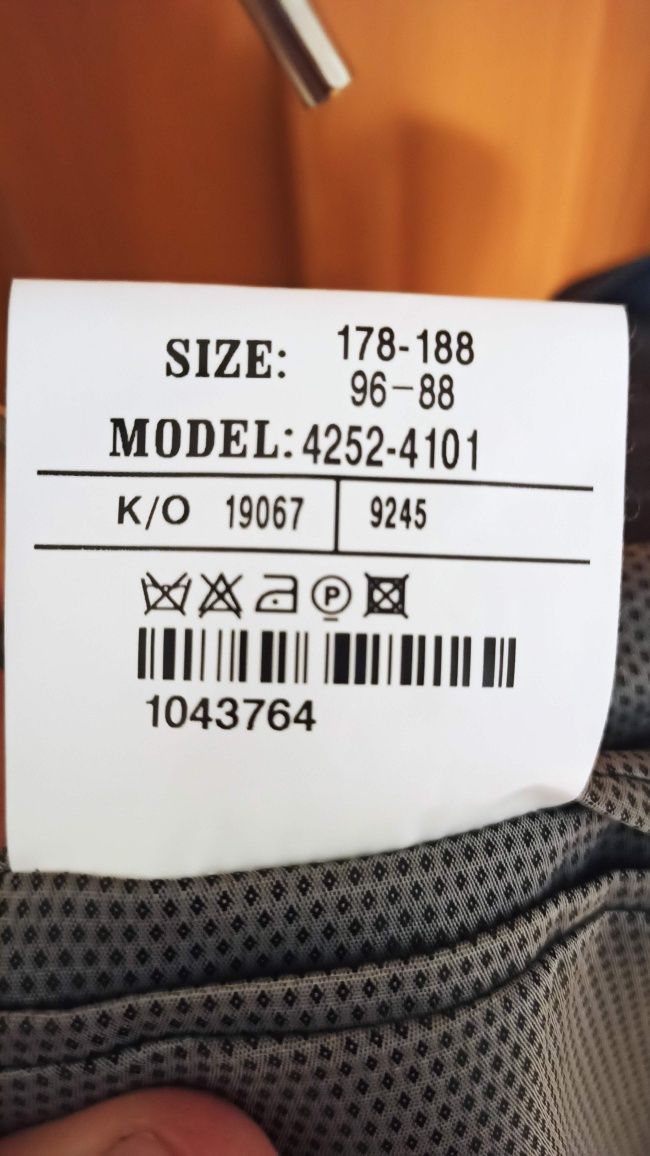 SIZE: 178-188
96-88
MODEL: 4252-4101
K/O 19067 9245
P
1043764